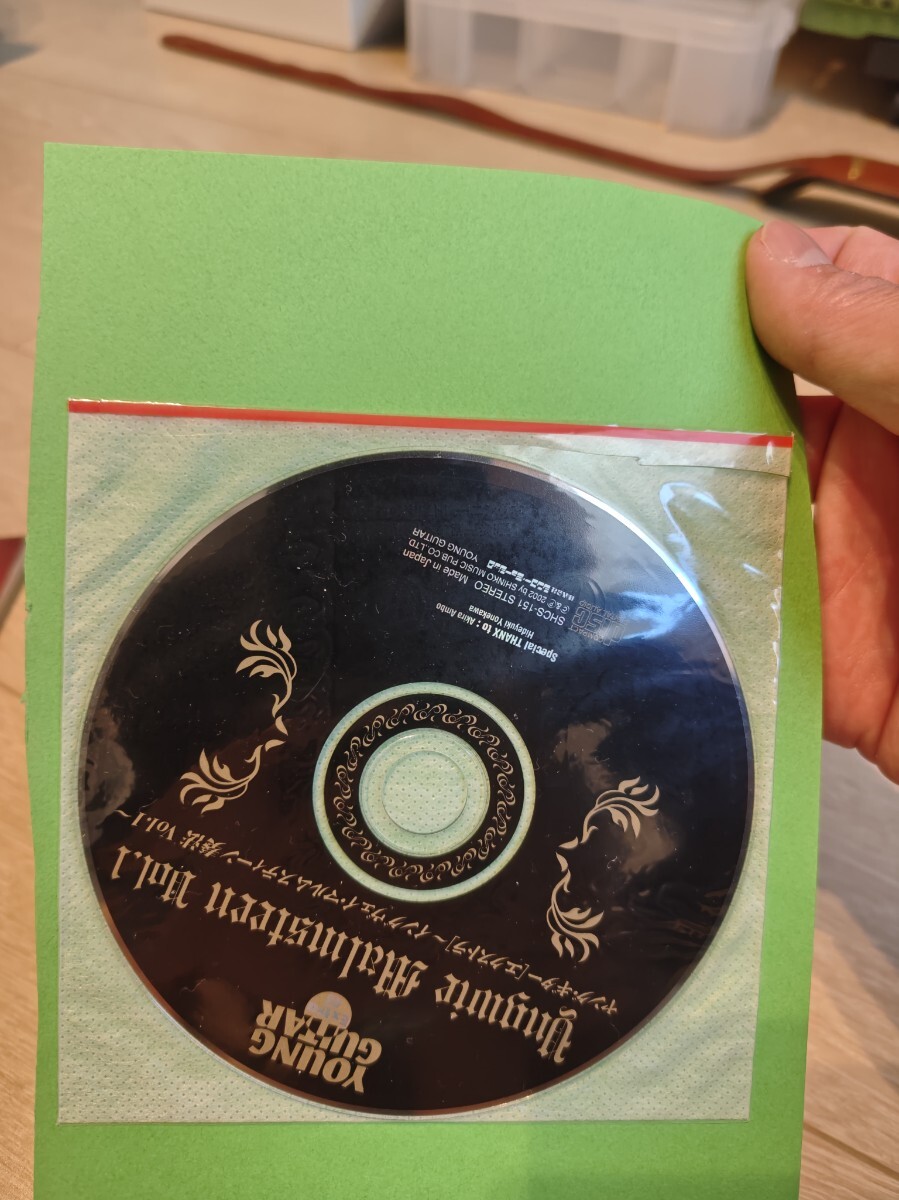 YOUNG
GUITAR
Yngwie Malmsteen Vol.1
ヤング・ギター[エクストラ]～イングヴェイ・マルムスティーン奏法 Vol.1～
Special THANX to : Akira Ambo
Hideyuki Yonekawa
SHCS-151 STEREO Made in Japan
©&℗ 2002 by SHINKO MUSIC PUB.CO.,LTD.
YOUNG GUITAR